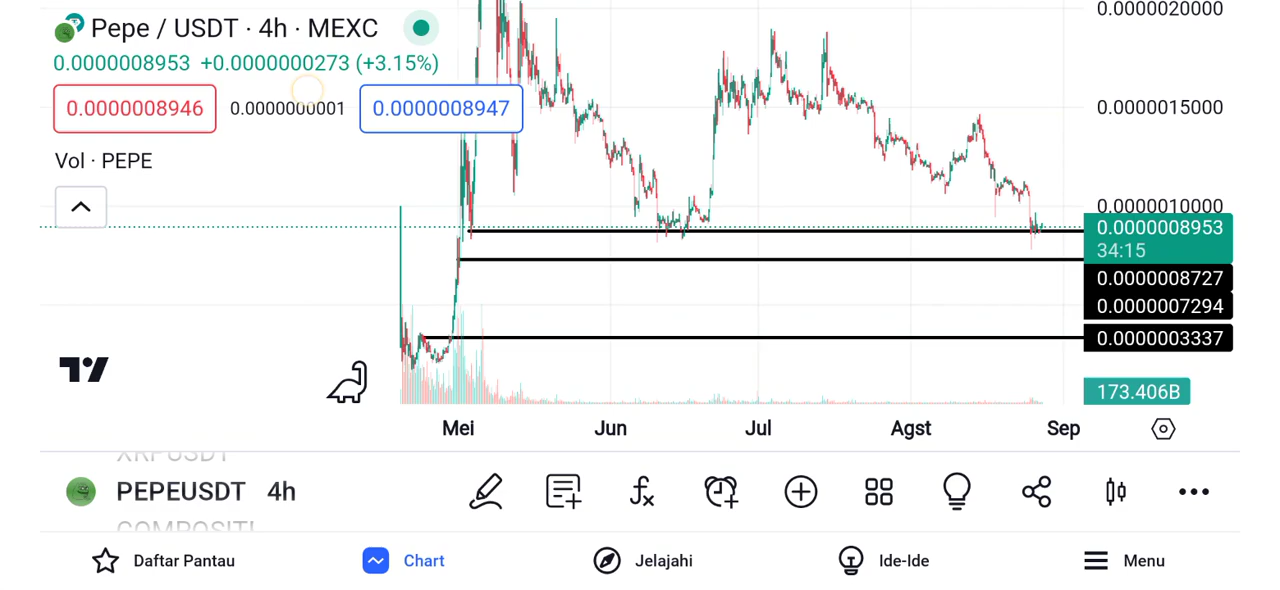 Pepe / USDT · 4h · MEXC
0.0000008953 +0.0000000273 (+3.15%)
0.0000008946 0.0000000001 0.0000008947
Vol · PEPE
0.0000020000
0.0000015000
0.0000010000
0.0000008953
34:15
0.0000008727
0.0000007294
0.0000003337
173.406B
Mei Jun Jul Agst Sep
XRPUSDT
PEPEUSDT 4h
Daftar Pantau Chart Jelajahi Ide-Ide Menu